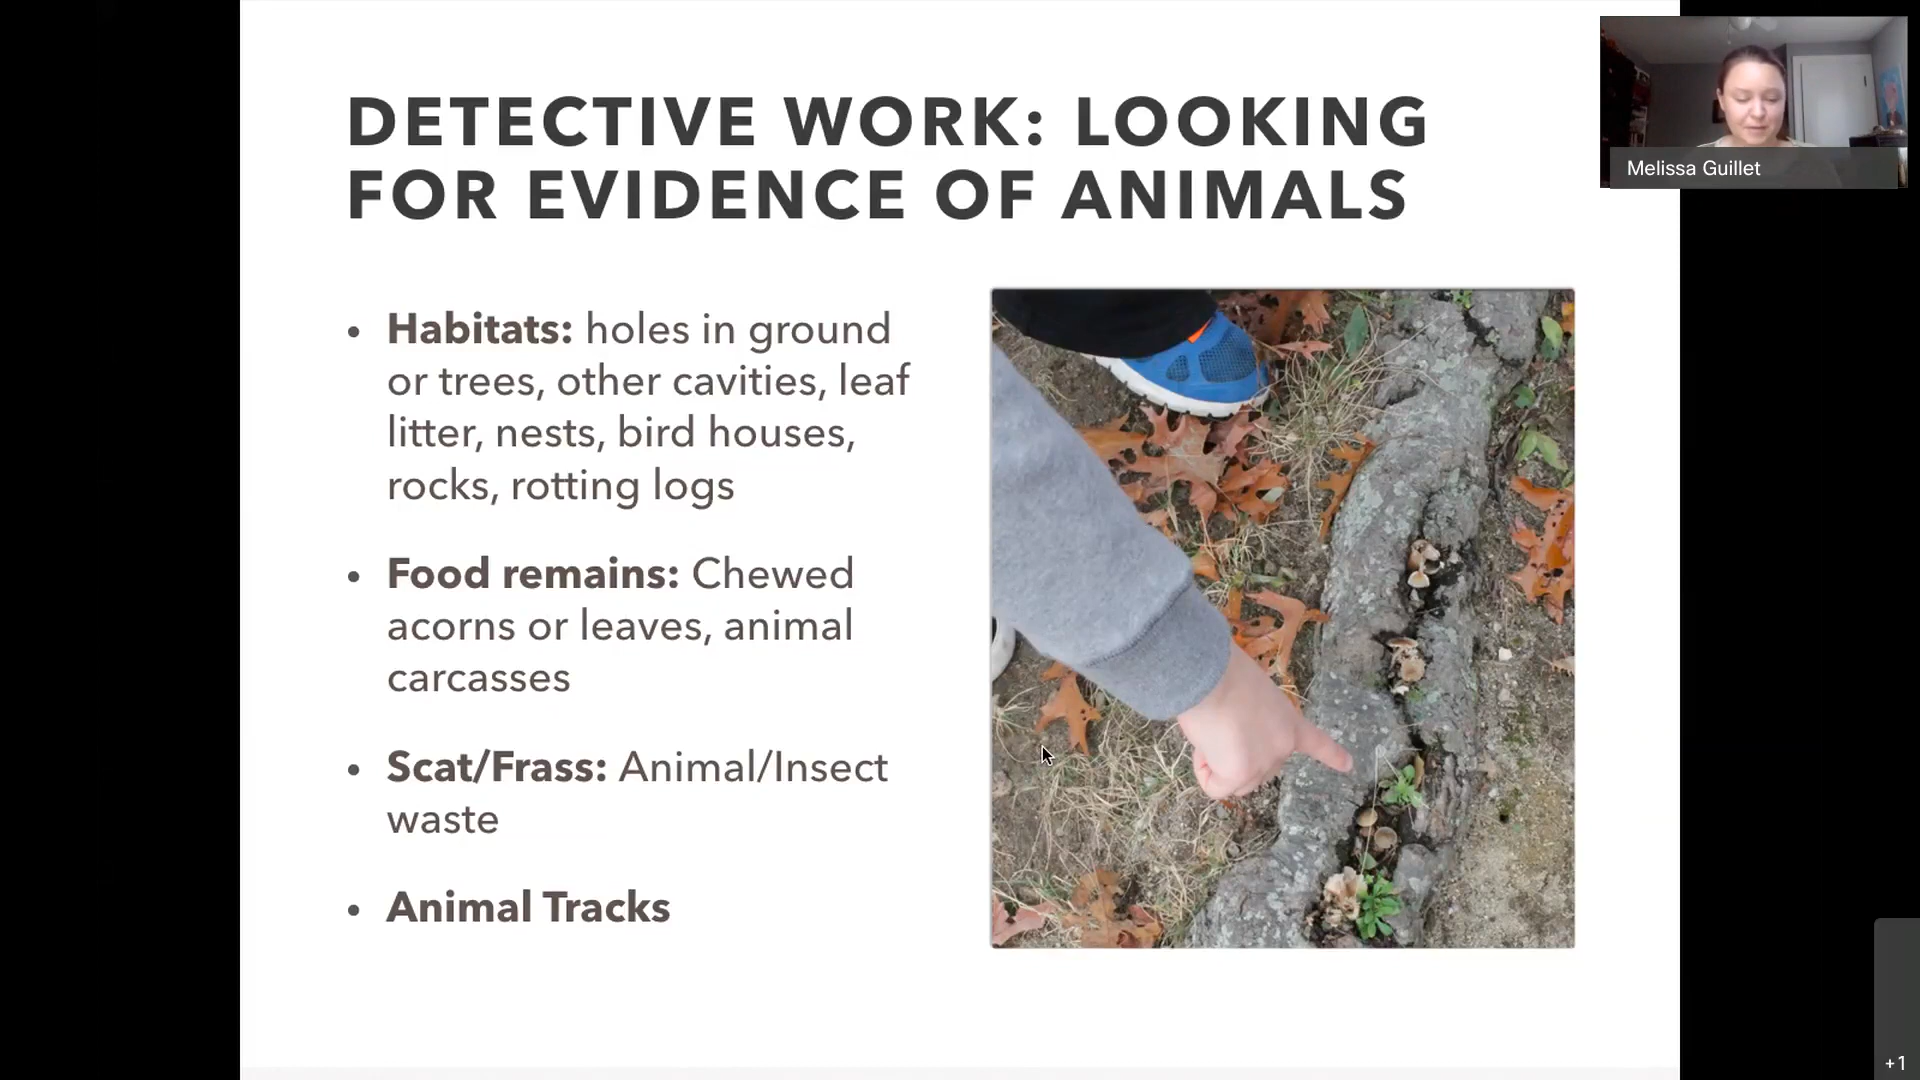 DETECTIVE WORK: LOOKING
FOR EVIDENCE OF ANIMALS
Melissa Guillet
• Habitats: holes in ground
or trees, other cavities, leaf
litter, nests, bird houses,
rocks, rotting logs
• Food remains: Chewed
acorns or leaves, animal
carcasses
• Scat/Frass: Animal/Insect
waste
• Animal Tracks
+1